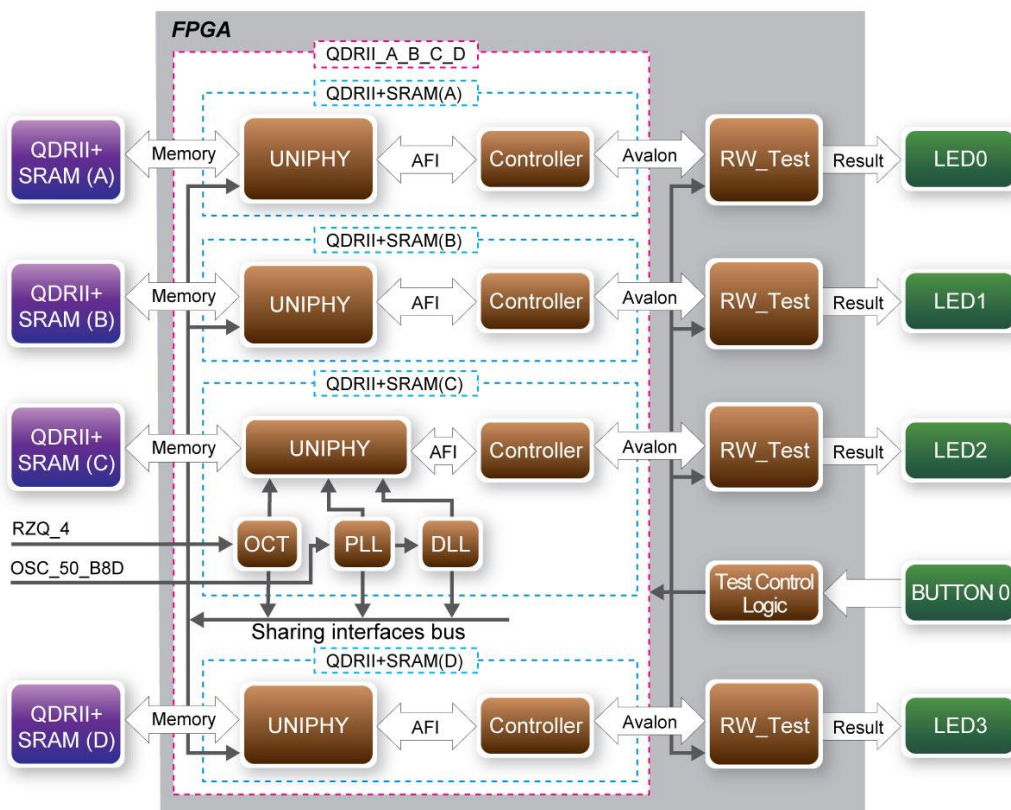 FPGA
QDRII_A_B_C_D
QDRII+SRAM(A)
QDRII+
SRAM (A)
Memory
UNIPHY
AFI
Controller
Avalon
RW_Test
Result
LED0
QDRII+SRAM(B)
QDRII+
SRAM (B)
Memory
UNIPHY
AFI
Controller
Avalon
RW_Test
Result
LED1
QDRII+SRAM(C)
QDRII+
SRAM (C)
Memory
UNIPHY
AFI
Controller
Avalon
RW_Test
Result
LED2
RZQ_4
OSC_50_B8D
OCT
PLL
DLL
Test Control
Logic
BUTTON 0
Sharing interfaces bus
QDRII+SRAM(D)
QDRII+
SRAM (D)
Memory
UNIPHY
AFI
Controller
Avalon
RW_Test
Result
LED3